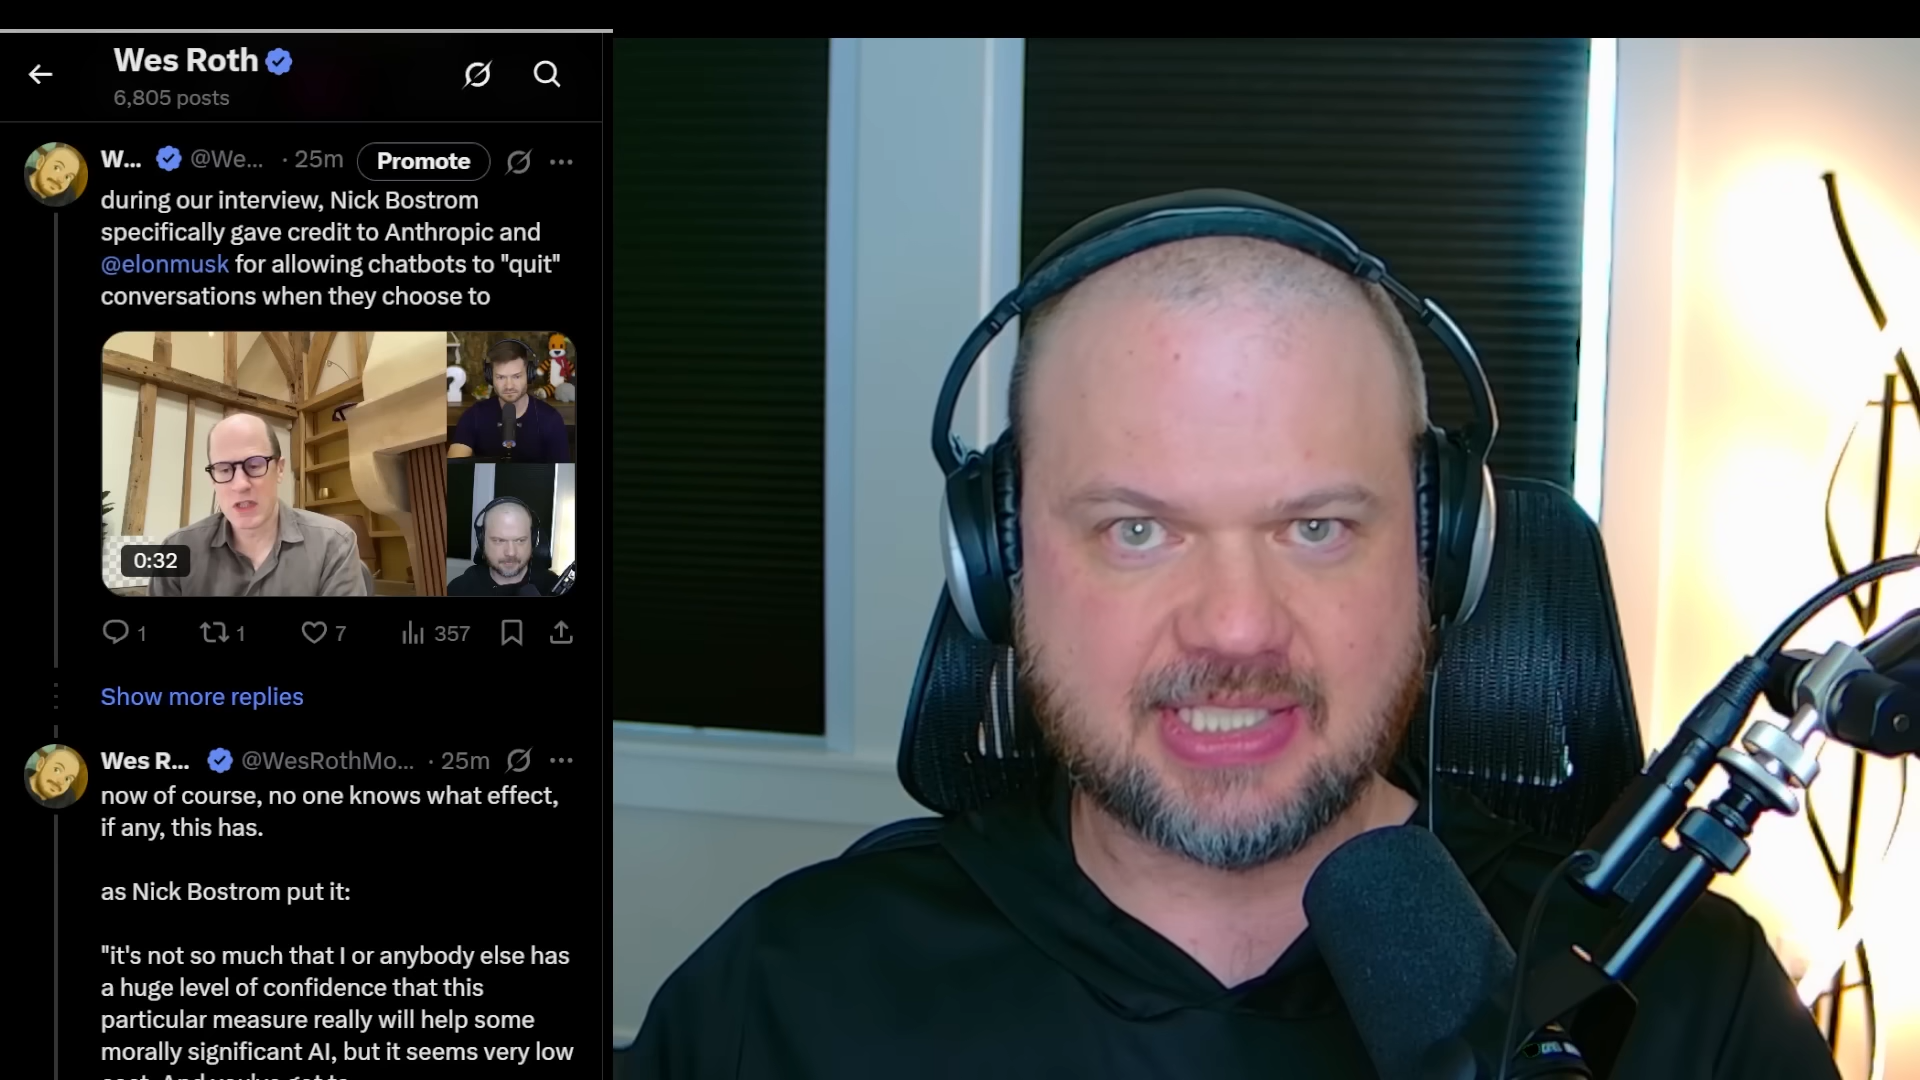 Wes Roth
6,805 posts
W... @We... · 25m Promote
during our interview, Nick Bostrom
specifically gave credit to Anthropic and
@elonmusk for allowing chatbots to "quit"
conversations when they choose to
0:32
1 1 7 357
Show more replies
Wes R... @WesRothMo... · 25m
now of course, no one knows what effect,
if any, this has.
as Nick Bostrom put it:
"it's not so much that I or anybody else has
a huge level of confidence that this
particular measure really will help some
morally significant AI, but it seems very low